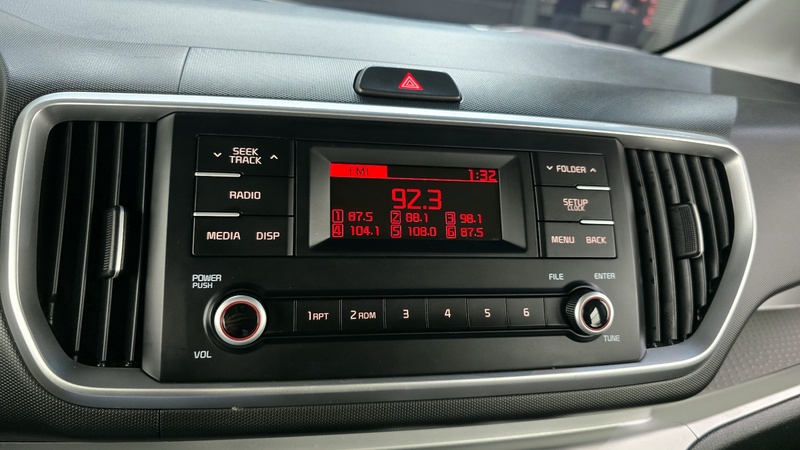 SEEK
TRACK
RADIO
MEDIA DISP
FM1 1:32
92.3
1 87.5 2 88.1 3 98.1
4 104.1 5 108.0 6 87.5
FOLDER
SETUP
CLOCK
MENU BACK
POWER
PUSH
VOL
1 RPT 2 RDM 3 4 5 6
FILE ENTER
TUNE